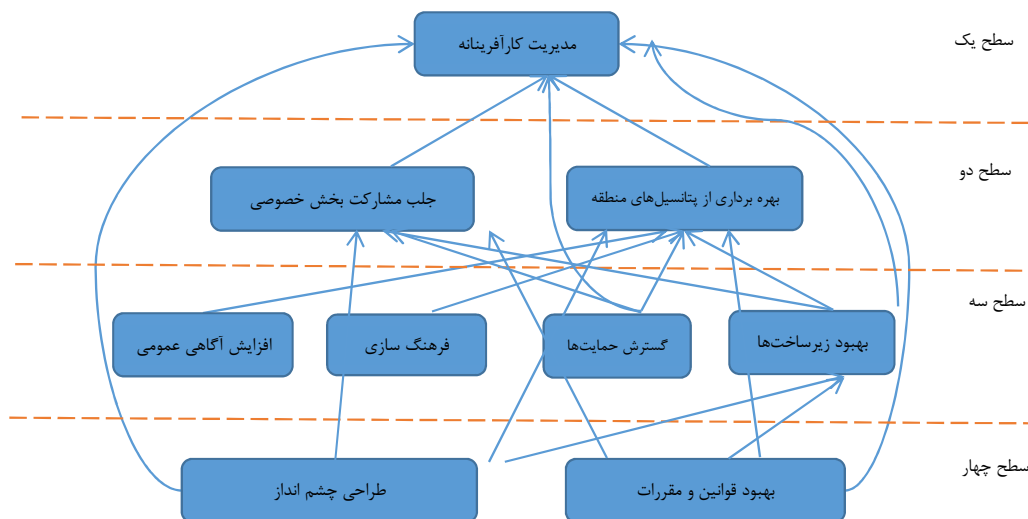 مدیریت کارآفرینانه
سطح یک
جلب مشارکت بخش خصوصی
بهره برداری از پتانسیل‌های منطقه
سطح دو
افزایش آگاهی عمومی
فرهنگ سازی
گسترش حمایت‌ها
بهبود زیرساخت‌ها
سطح سه
طراحی چشم انداز
بهبود قوانین و مقررات
سطح چهار